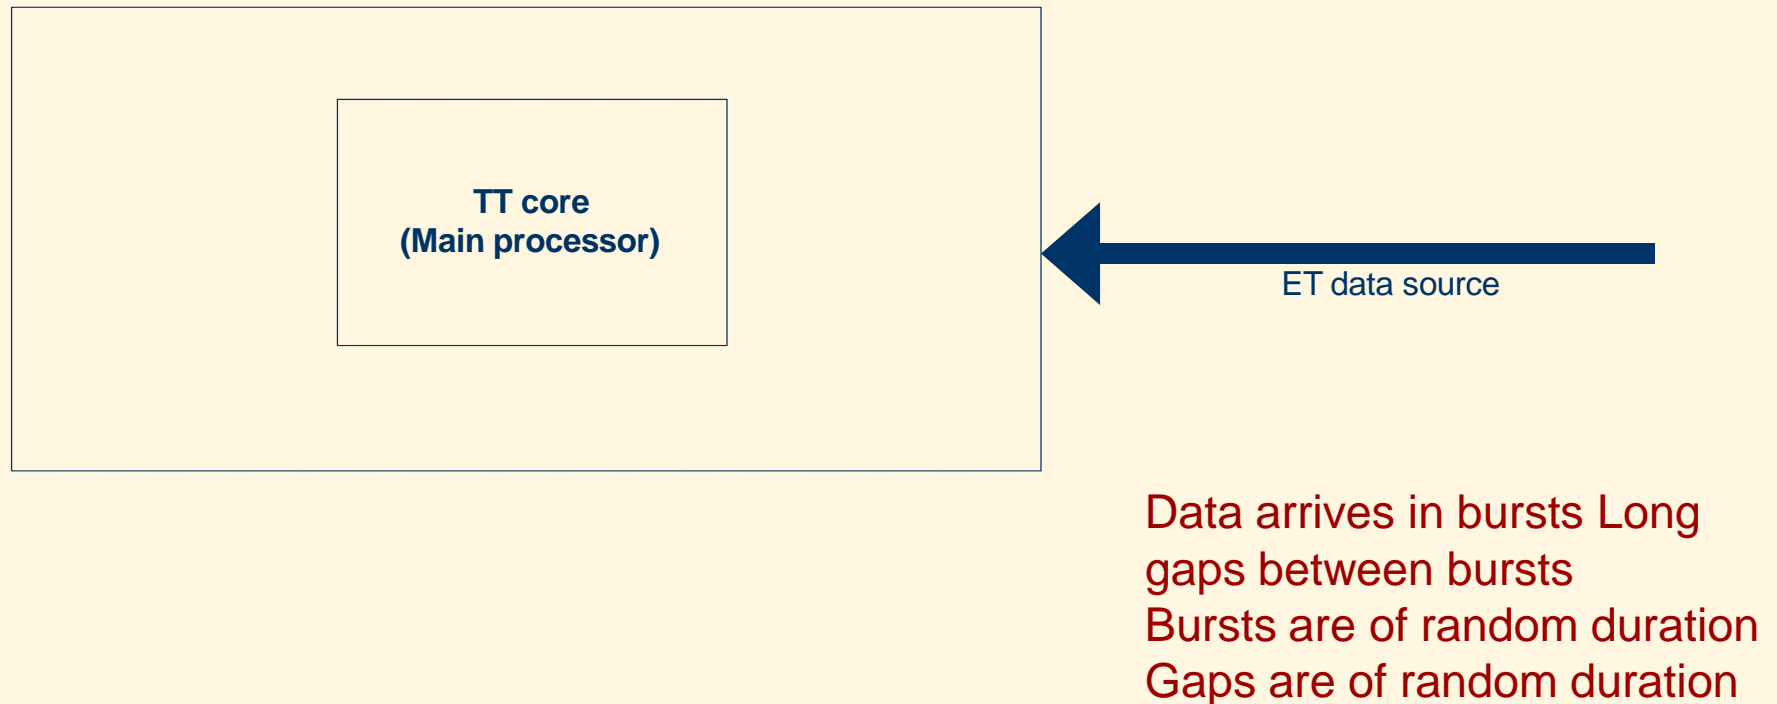 TT core
(Main processor)
ET data source
Data arrives in bursts Long
gaps between bursts
Bursts are of random duration
Gaps are of random duration